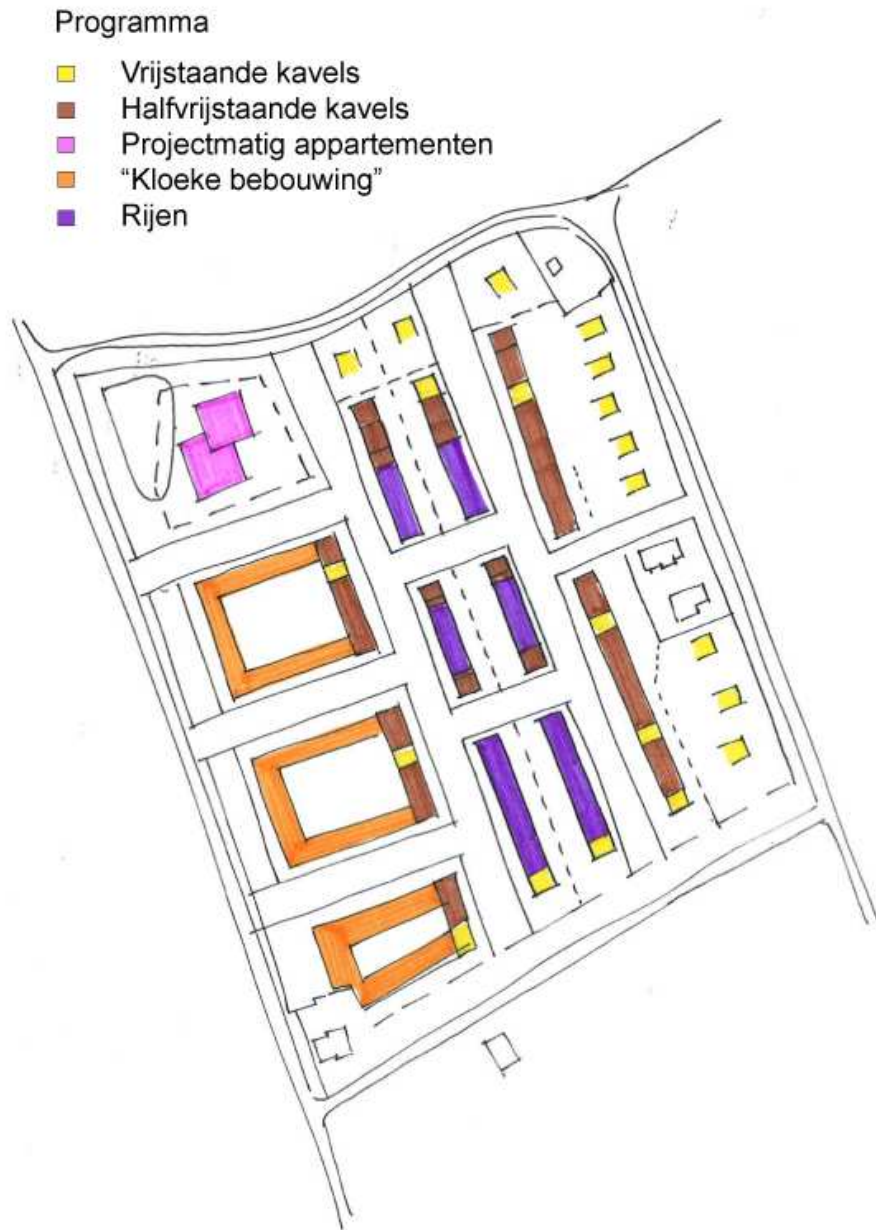 Programma
Vrijstaande kavels
Halfvrijstaande kavels
Projectmatig appartementen
“Kloeke bebouwing”
Rijen